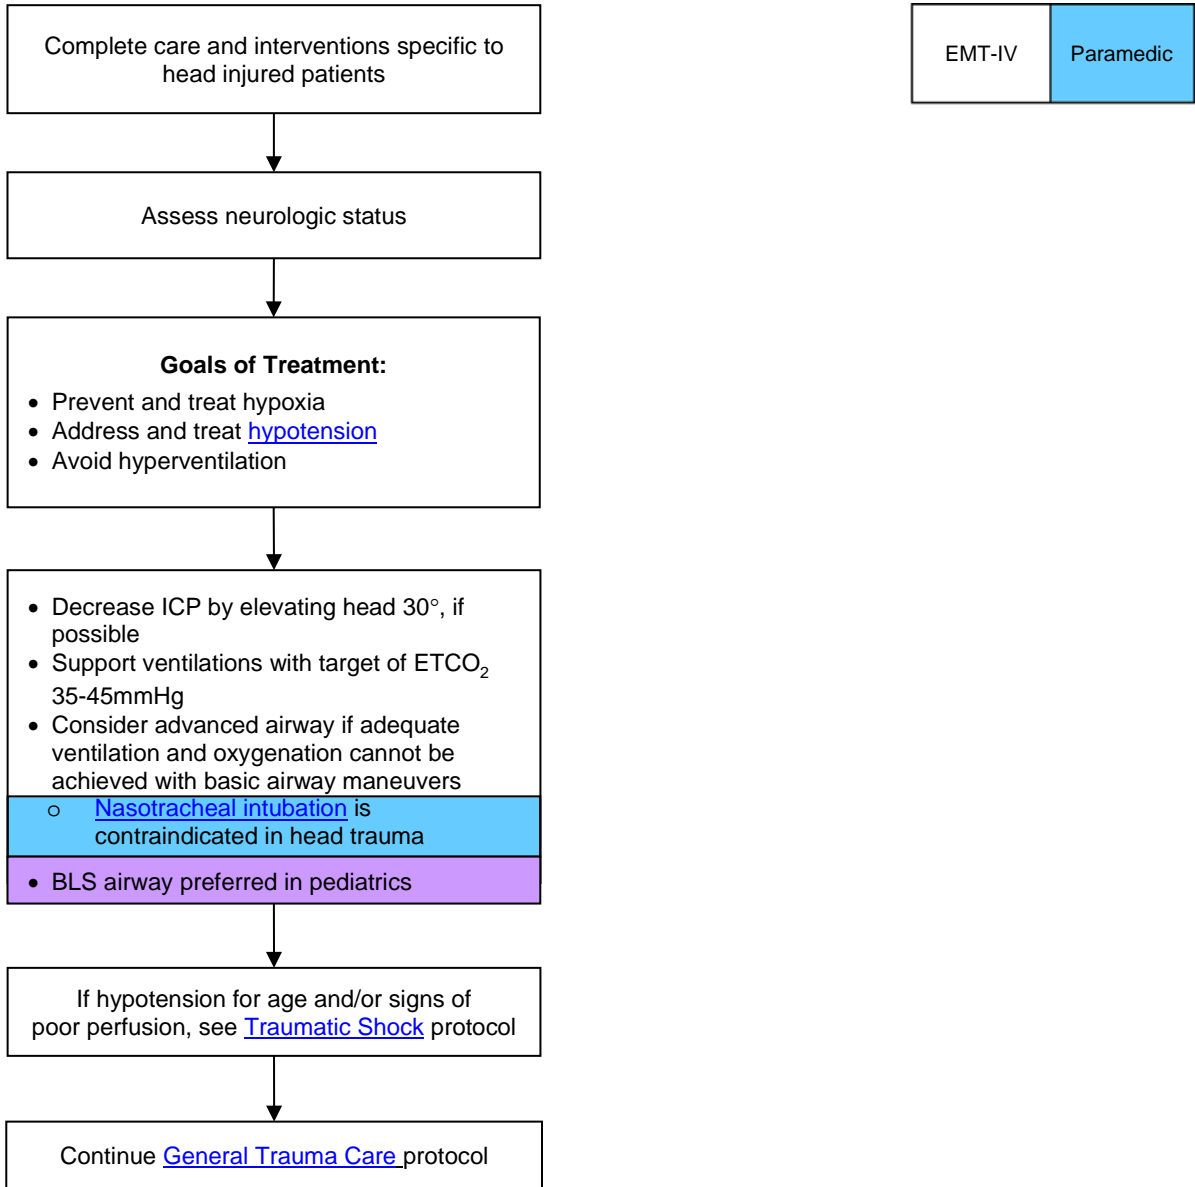 Complete care and interventions specific to
head injured patients
EMT-IV
Paramedic
Assess neurologic status
Goals of Treatment:
• Prevent and treat hypoxia
• Address and treat hypotension
• Avoid hyperventilation
• Decrease ICP by elevating head 30°, if
possible
• Support ventilations with target of ETCO₂
35-45mmHg
• Consider advanced airway if adequate
ventilation and oxygenation cannot be
achieved with basic airway maneuvers
o Nasotracheal intubation is
contraindicated in head trauma
• BLS airway preferred in pediatrics
If hypotension for age and/or signs of
poor perfusion, see Traumatic Shock protocol
Continue General Trauma Care protocol